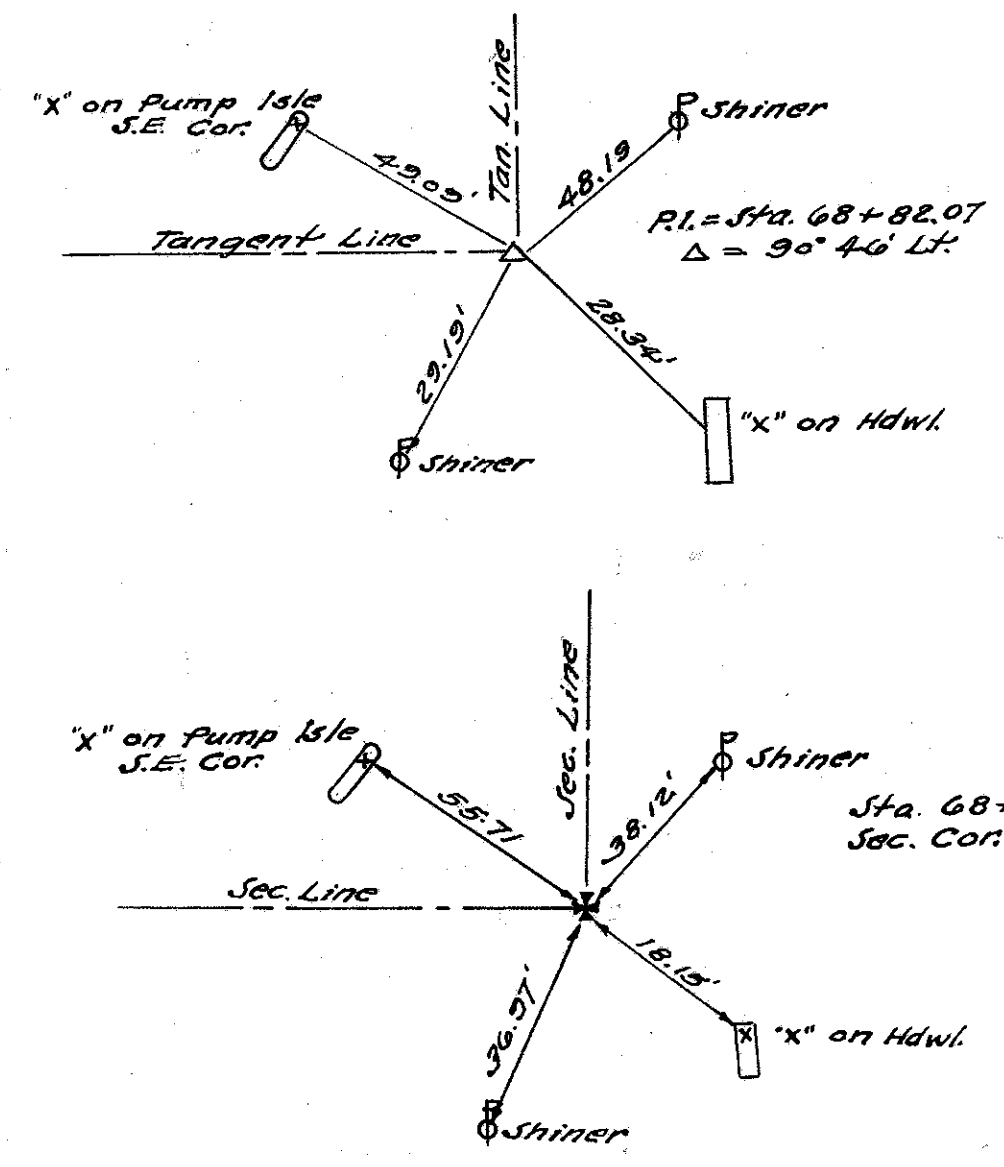 "x" on Pump Isle
S.E. Cor.
Tan. Line
Shiner
49.09'
48.19
P.I. = Sta. 68+82.07
Δ = 90° 46' Lt.
Tangent Line
29.19'
28.34'
"x" on Hdwl.
Shiner
Sec. Line
"x" on Pump Isle
S.E. Cor.
Shiner
55.71
38.12'
Sta. 68+
Sec. Cor.
Sec. Line
18.15'
36.97'
x "x" on Hdwl.
Shiner